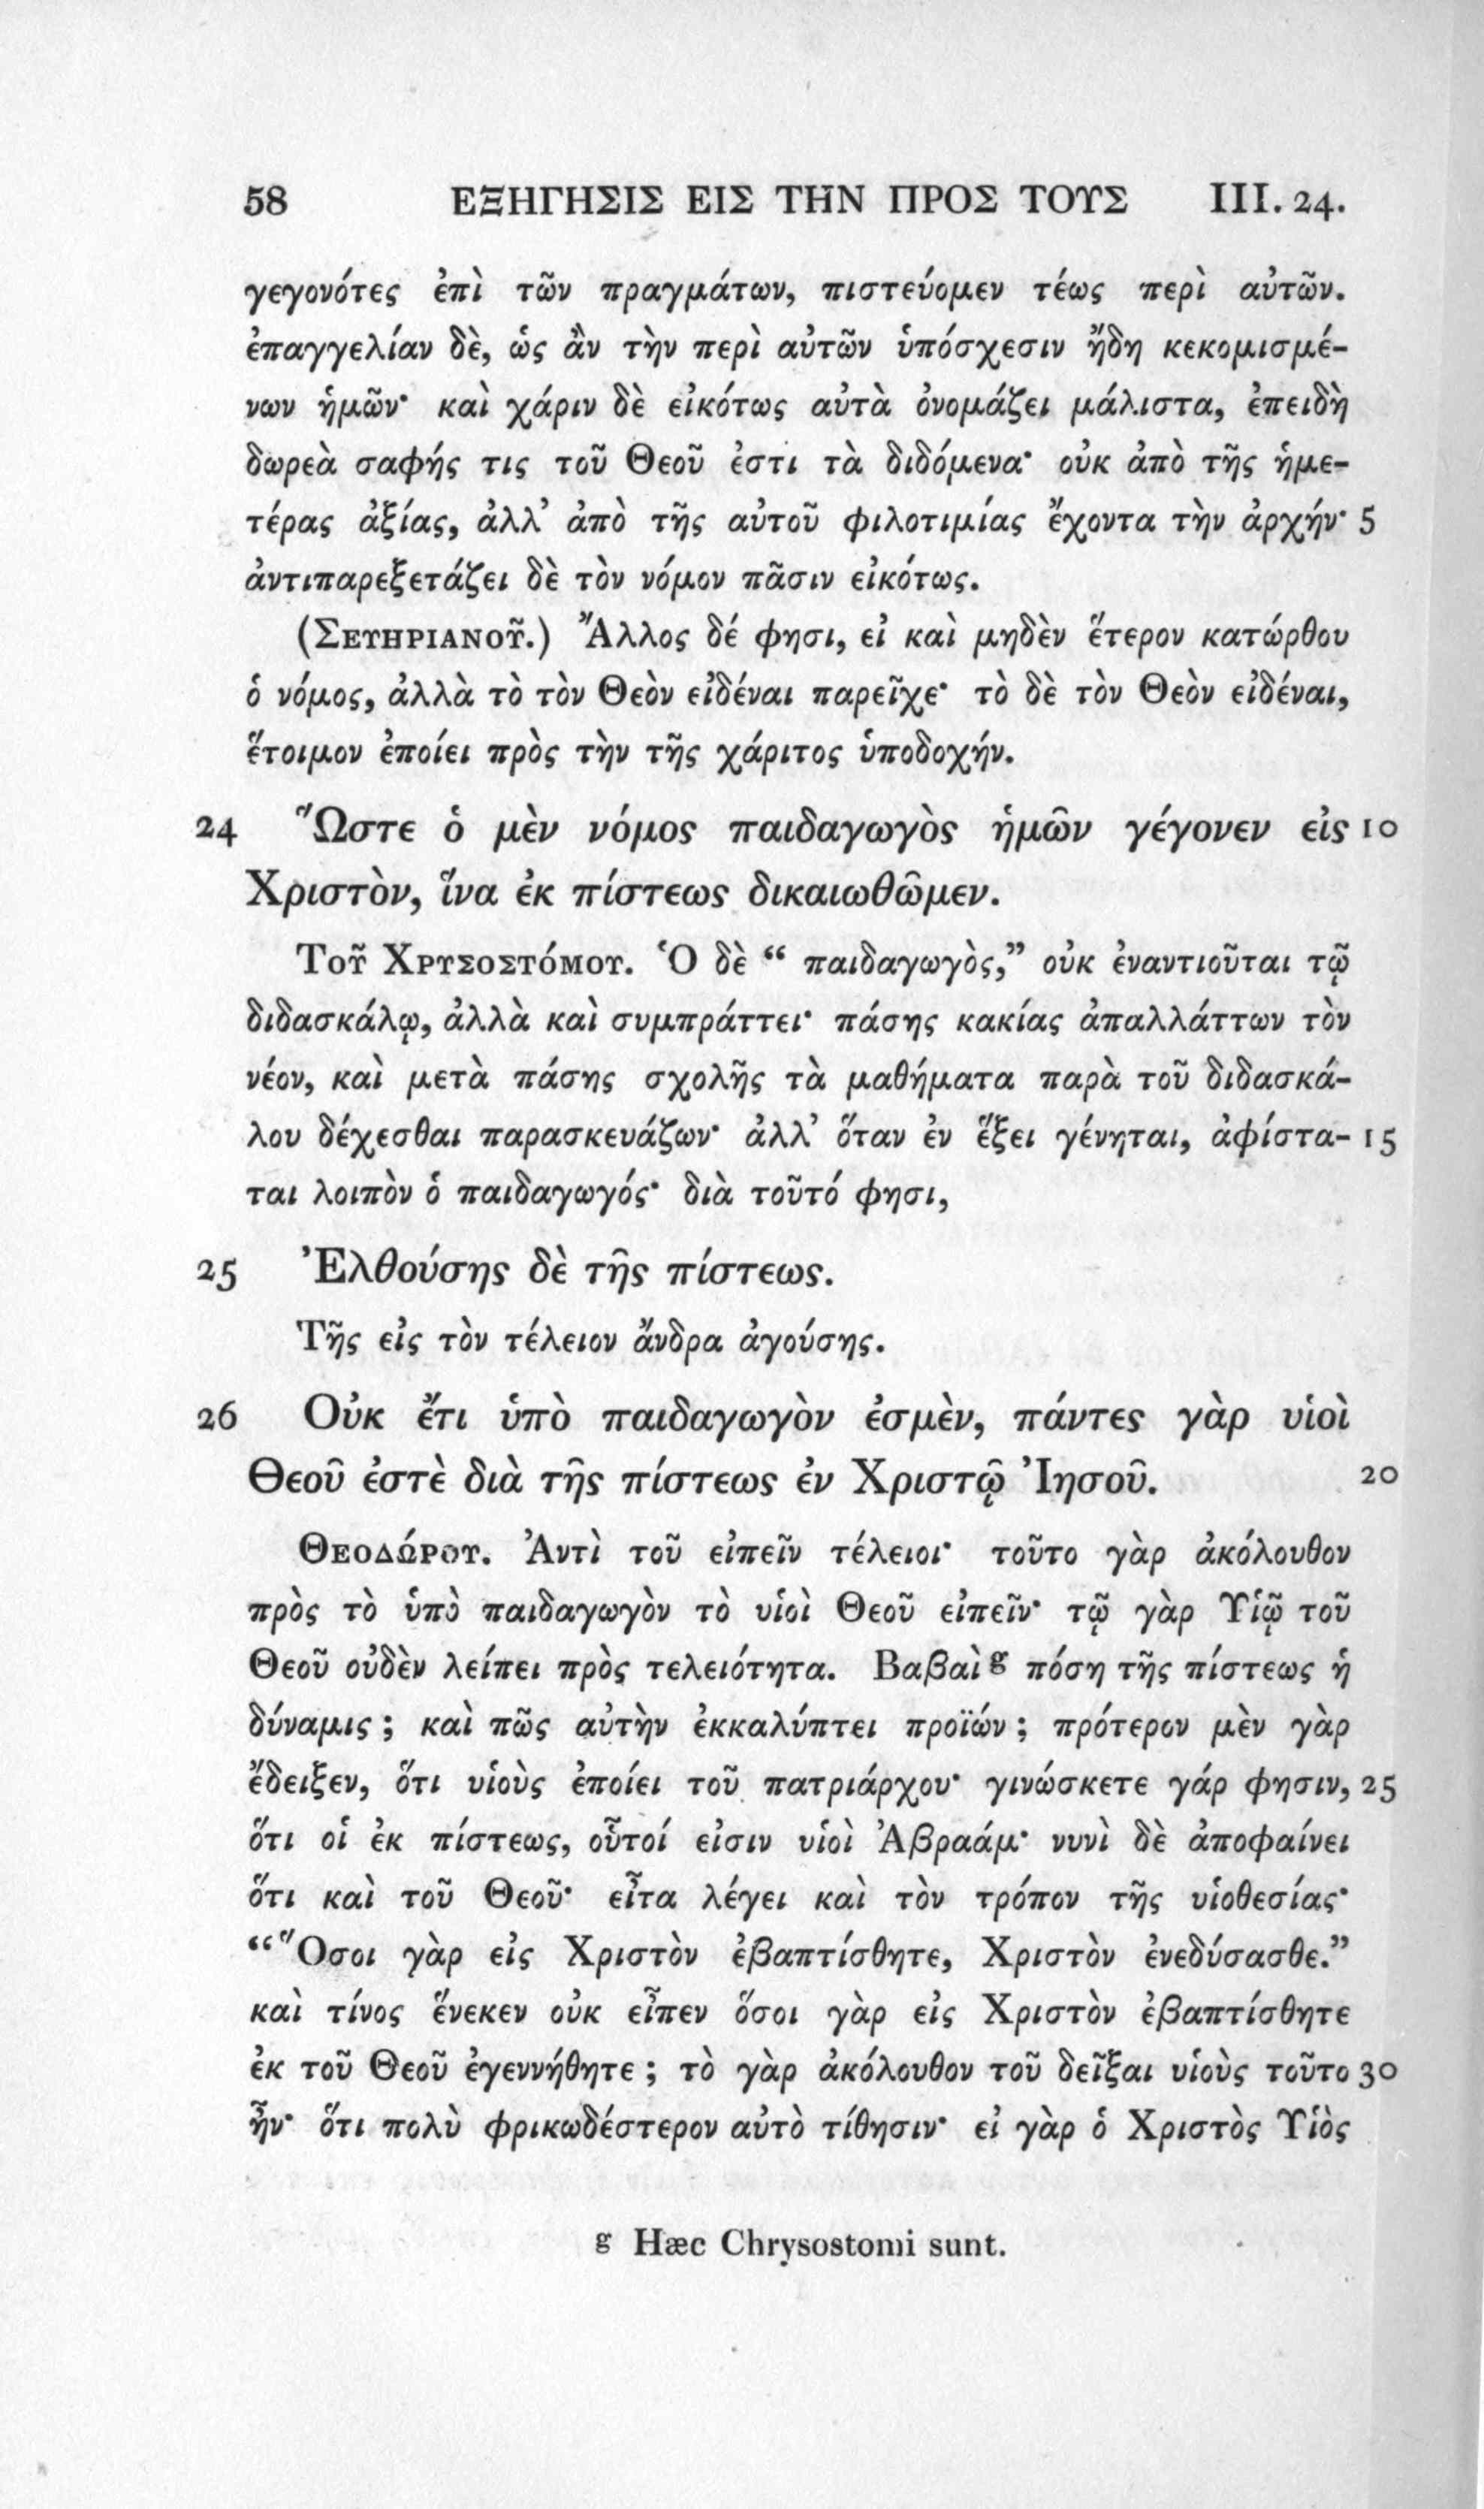 58 ΕΞΗΓΗΣΙΣ ΕΙΣ ΤΗΝ ΠΡΟΣ ΤΟΥΣ III. 24.
γεγονότες ἐπὶ τῶν πραγμάτων, πιστεύομεν τέως περὶ αὐτῶν.
ἐπαγγελίαν δὲ, ὡς ἂν τὴν περὶ αὐτῶν ὑπόσχεσιν ἤδη κεκομισμέ-
νων ἡμῶν· καὶ χάριν δὲ εἰκότως αὐτὰ ὀνομάζει μάλιστα, ἐπειδὴ
δωρεὰ σαφής τις τοῦ Θεοῦ ἐστι τὰ διδόμενα· οὐκ ἀπὸ τῆς ἡμε-
τέρας ἀξίας, ἀλλ’ ἀπὸ τῆς αὐτοῦ φιλοτιμίας ἔχοντα τὴν ἀρχήν· 5
ἀντιπαρεξετάζει δὲ τὸν νόμον πᾶσιν εἰκότως.
(ΣΕΥΗΡΙΑΝΟῦ.) Ἄλλος δέ φησι, εἰ καὶ μηδὲν ἕτερον κατώρθου
ὁ νόμος, ἀλλὰ τὸ τὸν Θεὸν εἰδέναι παρεῖχε· τὸ δὲ τὸν Θεὸν εἰδέναι,
ἕτοιμον ἐποίει πρὸς τὴν τῆς χάριτος ὑποδοχήν.
24 Ὥστε ὁ μὲν νόμος παιδαγωγὸς ἡμῶν γέγονεν εἰς 10
Χριστὸν, ἵνα ἐκ πίστεως δικαιωθῶμεν.
ΤΟῦ ΧΡΥΣΟΣΤόΜΟΥ. Ὁ δὲ “ παιδαγωγὸς,” οὐκ ἐναντιοῦται τῷ
διδασκάλῳ, ἀλλὰ καὶ συμπράττει· πάσης κακίας ἀπαλλάττων τὸν
νέον, καὶ μετὰ πάσης σχολῆς τὰ μαθήματα παρὰ τοῦ διδασκά-
λου δέχεσθαι παρασκευάζων· ἀλλ’ ὅταν ἐν ἕξει γένηται, ἀφίστα- 15
ται λοιπὸν ὁ παιδαγωγός· διὰ τοῦτό φησι,
25 Ἐλθούσης δὲ τῆς πίστεως.
Τῆς εἰς τὸν τέλειον ἄνδρα ἀγούσης.
26 Οὐκ ἔτι ὑπὸ παιδαγωγὸν ἐσμὲν, πάντες γὰρ υἱοὶ
Θεοῦ ἐστὲ διὰ τῆς πίστεως ἐν Χριστῷ Ἰησοῦ. 20
ΘΕΟΔώΡΟΥ. Ἀντὶ τοῦ εἰπεῖν τέλειοι· τοῦτο γὰρ ἀκόλουθον
πρὸς τὸ ὑπὸ παιδαγωγὸν τὸ υἱοὶ Θεοῦ εἰπεῖν· τῷ γὰρ Υἱῷ τοῦ
Θεοῦ οὐδὲν λείπει πρὸς τελειότητα. Βαβαὶ g πόση τῆς πίστεως ἡ
δύναμις ; καὶ πῶς αὐτὴν ἐκκαλύπτει προϊών ; πρότερον μὲν γὰρ
ἔδειξεν, ὅτι υἱοὺς ἐποίει τοῦ πατριάρχου· γινώσκετε γάρ φησιν, 25
ὅτι οἱ ἐκ πίστεως, οὗτοί εἰσιν υἱοὶ Ἀβραάμ· νυνὶ δὲ ἀποφαίνει
ὅτι καὶ τοῦ Θεοῦ· εἶτα λέγει καὶ τὸν τρόπον τῆς υἱοθεσίας·
“Ὅσοι γὰρ εἰς Χριστὸν ἐβαπτίσθητε, Χριστὸν ἐνεδύσασθε.”
καὶ τίνος ἕνεκεν οὐκ εἶπεν ὅσοι γὰρ εἰς Χριστὸν ἐβαπτίσθητε
ἐκ τοῦ Θεοῦ ἐγεννήθητε ; τὸ γὰρ ἀκόλουθον τοῦ δεῖξαι υἱοὺς τοῦτο 30
ἦν· ὅτι πολὺ φρικωδέστερον αὐτὸ τίθησιν· εἰ γὰρ ὁ Χριστὸς Υἱὸς
g Hæc Chrysostomi sunt.